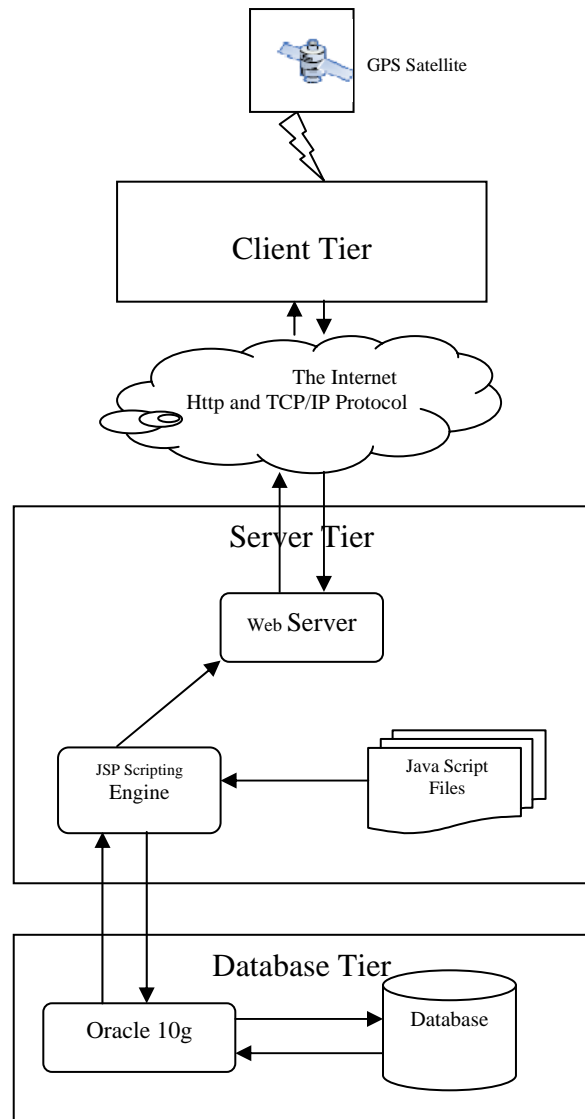 GPS Satellite
Client Tier
The Internet
Http and TCP/IP Protocol
Server Tier
Web Server
JSP Scripting
Engine
Java Script
Files
Database Tier
Oracle 10g
Database